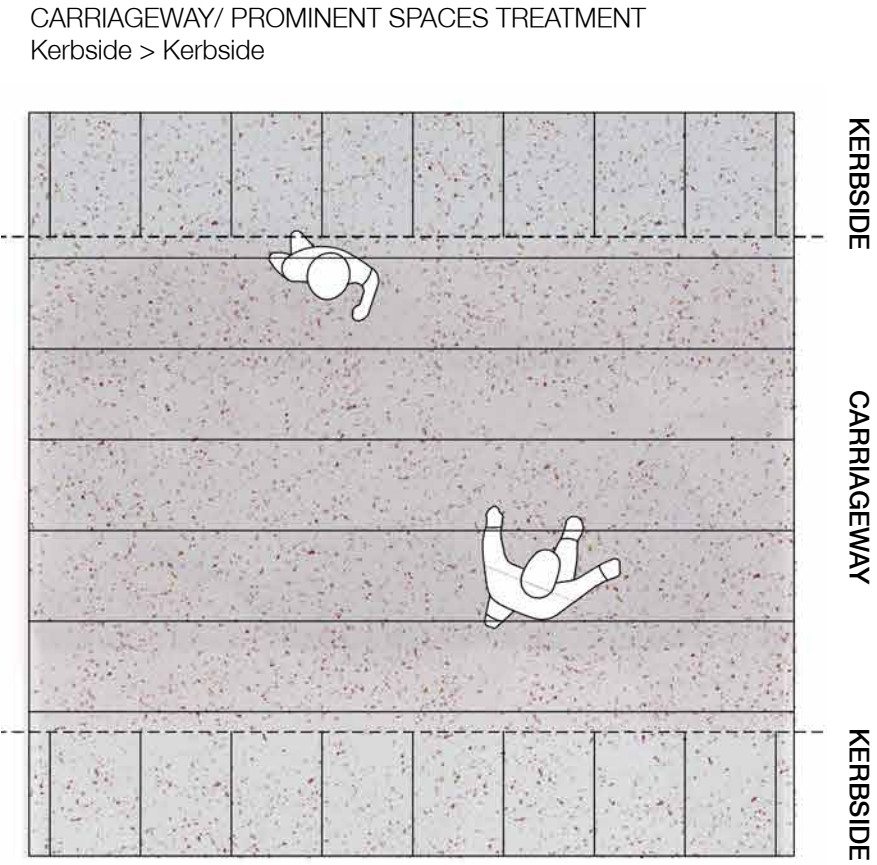 CARRIAGEWAY/ PROMINENT SPACES TREATMENT
Kerbside > Kerbside
KERBSIDE
CARRIAGEWAY
KERBSIDE